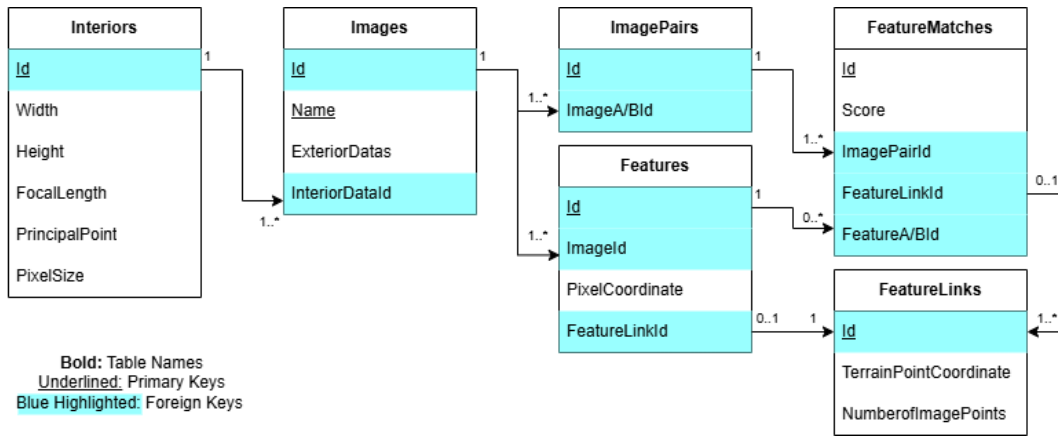 Interiors
Id
Width
Height
FocalLength
PrincipalPoint
PixelSize
1
1..*
Images
Id
Name
ExteriorDatas
InteriorDataId
1
1..*
1..*
ImagePairs
Id
ImageA/BId
1
1..*
Features
Id
ImageId
PixelCoordinate
FeatureLinkId
1
0..*
0..1
1
FeatureMatches
Id
Score
ImagePairId
FeatureLinkId
FeatureA/BId
0..1
FeatureLinks
Id
TerrainPointCoordinate
NumberofImagePoints
1..*
Bold: Table Names
Underlined: Primary Keys
Blue Highlighted: Foreign Keys